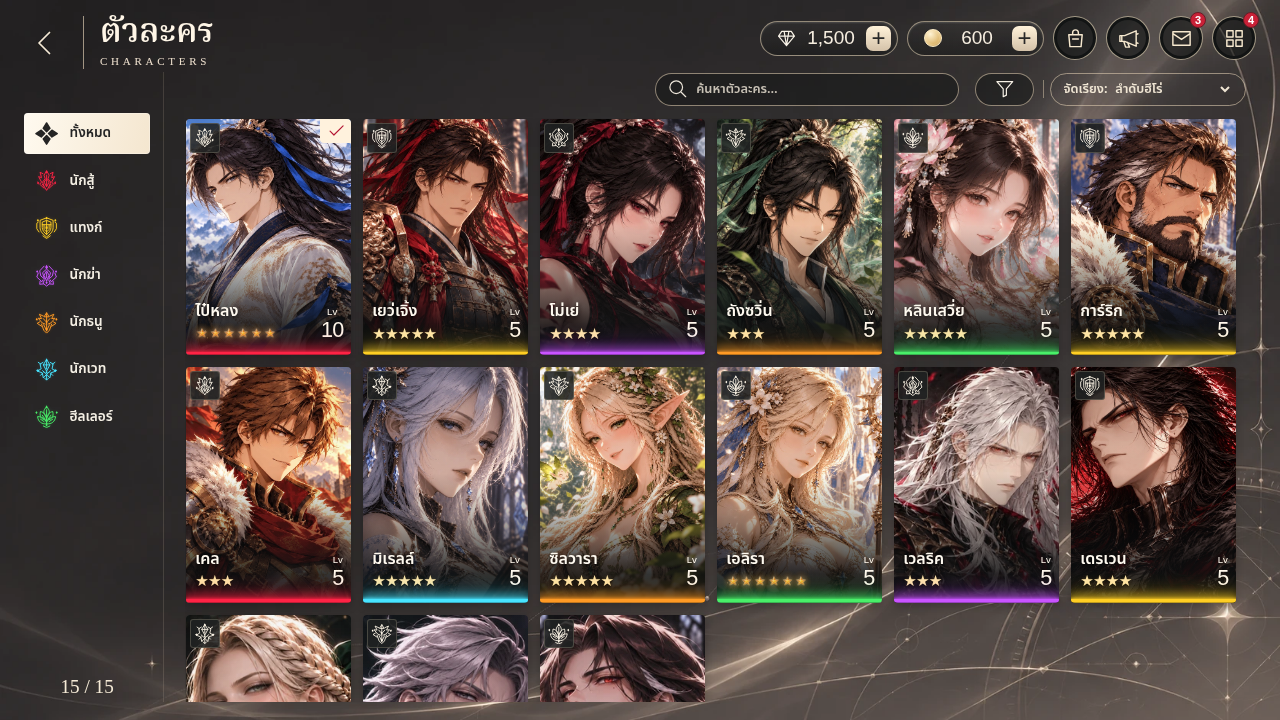 ตัวละคร
CHARACTERS
1,500
600
3
4
ค้นหาตัวละคร...
จัดเรียง: ลำดับฮีโร่
ทั้งหมด
นักสู้
แทงก์
นักฆ่า
นักธนู
นักเวท
ฮีลเลอร์
15 / 15
ไป๋หลง
Lv
10
เยว่เจิ้ง
Lv
5
โม่เย่
Lv
5
ถังซวิ่น
Lv
5
หลินเสวี่ย
Lv
5
การ์ริก
Lv
5
เคล
Lv
5
มิเรลล์
Lv
5
ซิลวารา
Lv
5
เอลิรา
Lv
5
เวลริค
Lv
5
เดรเวน
Lv
5